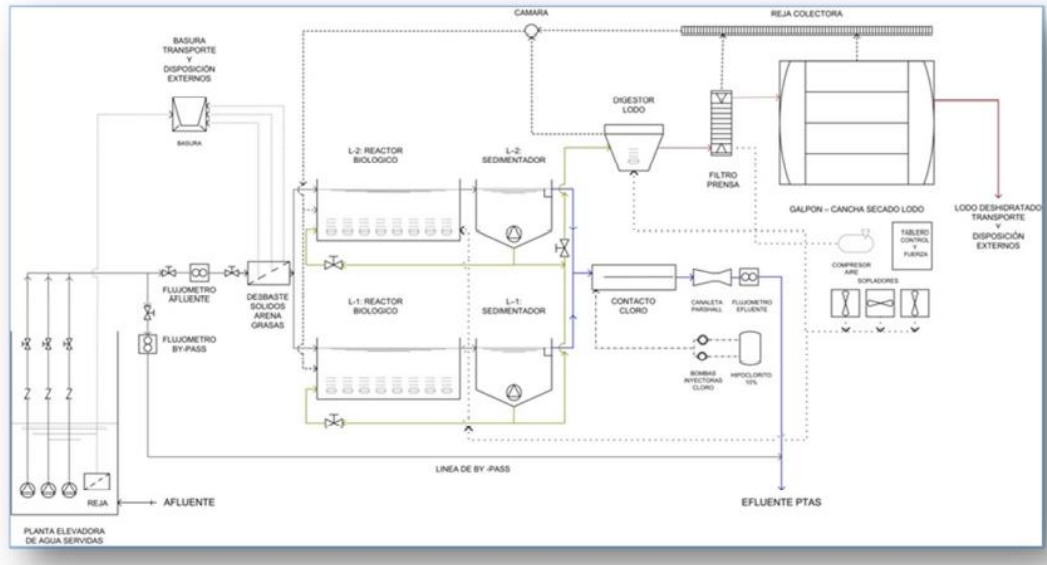 CAMARA
REJA COLECTORA
BASURA
TRANSPORTE
Y
DISPOSICIÓN
EXTERNOS
BASURA
DIGESTOR
LODO
FILTRO
PRENSA
GALPON – CANCHA SECADO LODO
LODO DESHIDRATADO
TRANSPORTE
Y
DISPOSICIÓN
EXTERNOS
L-2: REACTOR
BIOLOGICO
L-2:
SEDIMENTADOR
COMPRESOR
AIRE
TABLERO
CONTROL
Y
FUERZA
SOPLADORES
FLUJOMETRO
AFLUENTE
DESBASTE
SOLIDOS
ARENA
GRASAS
L-1: REACTOR
BIOLOGICO
L-1:
SEDIMENTADOR
CONTACTO
CLORO
CANALETA
PARSHALL
FLUJOMETRO
EFLUENTE
FLUJOMETRO
BY-PASS
BOMBAS
INYECTORAS
CLORO
HIPOCLORITO
10%
LINEA DE BY -PASS
REJA
AFLUENTE
EFLUENTE PTAS
PLANTA ELEVADORA
DE AGUA SERVIDAS